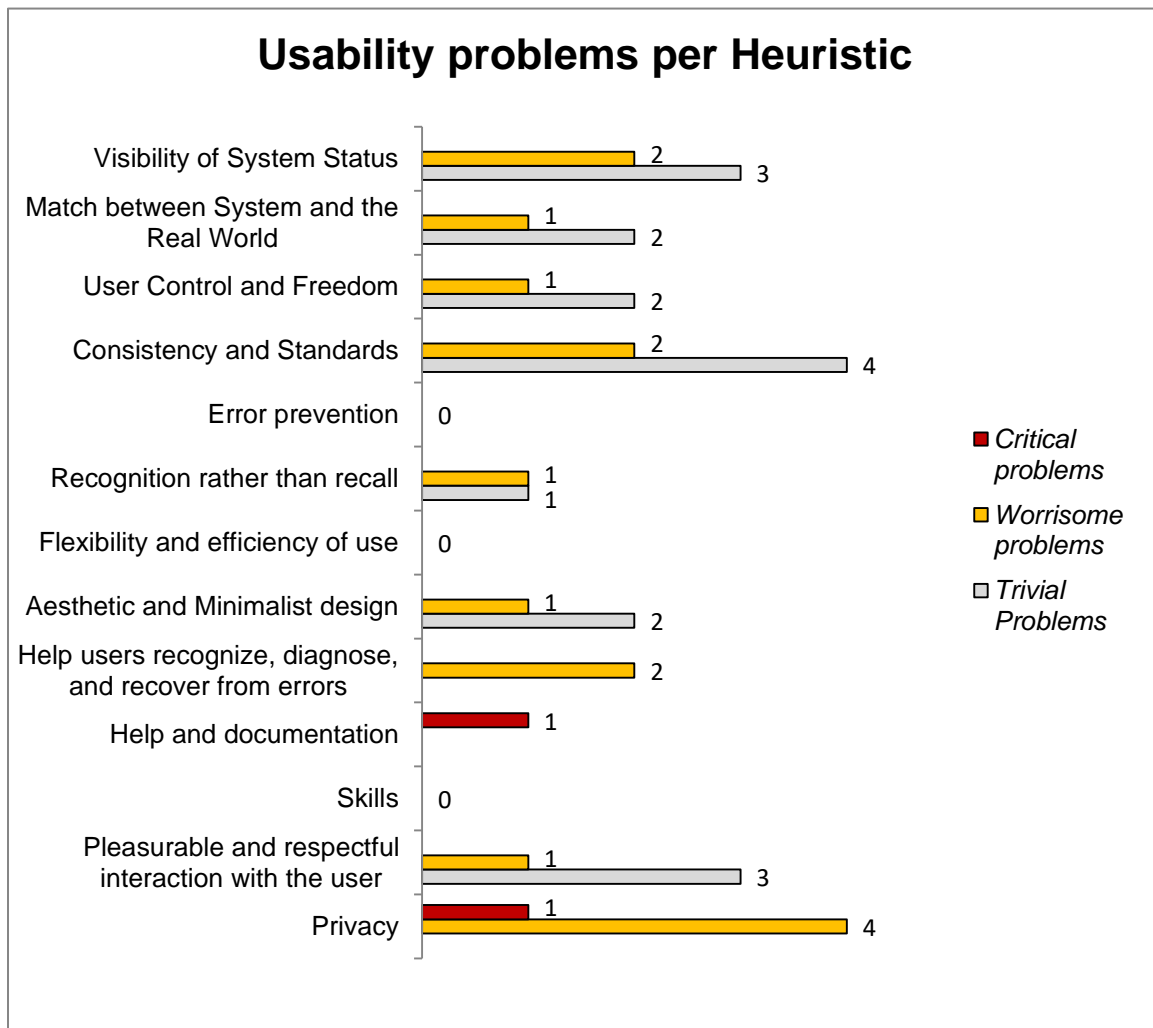 Usability problems per Heuristic
Visibility of System Status
2
3
Match between System and the
Real World
1
2
User Control and Freedom
1
2
Consistency and Standards
2
4
Error prevention
0
Recognition rather than recall
1
1
Flexibility and efficiency of use
0
Aesthetic and Minimalist design
1
2
Help users recognize, diagnose,
and recover from errors
2
Help and documentation
1
Skills
0
Pleasurable and respectful
interaction with the user
1
3
Privacy
1
4
Critical
problems
Worrisome
problems
Trivial
Problems